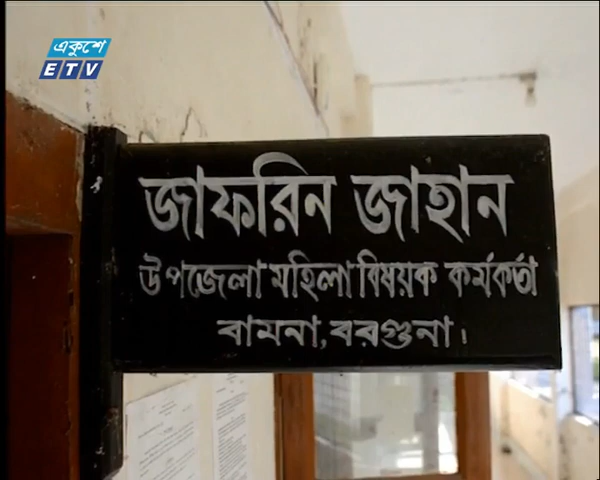 একুশে
ETV
জাফরিন জাহান
উপজেলা মহিলা বিষয়ক কর্মকর্তা
বামনা, বরগুনা।